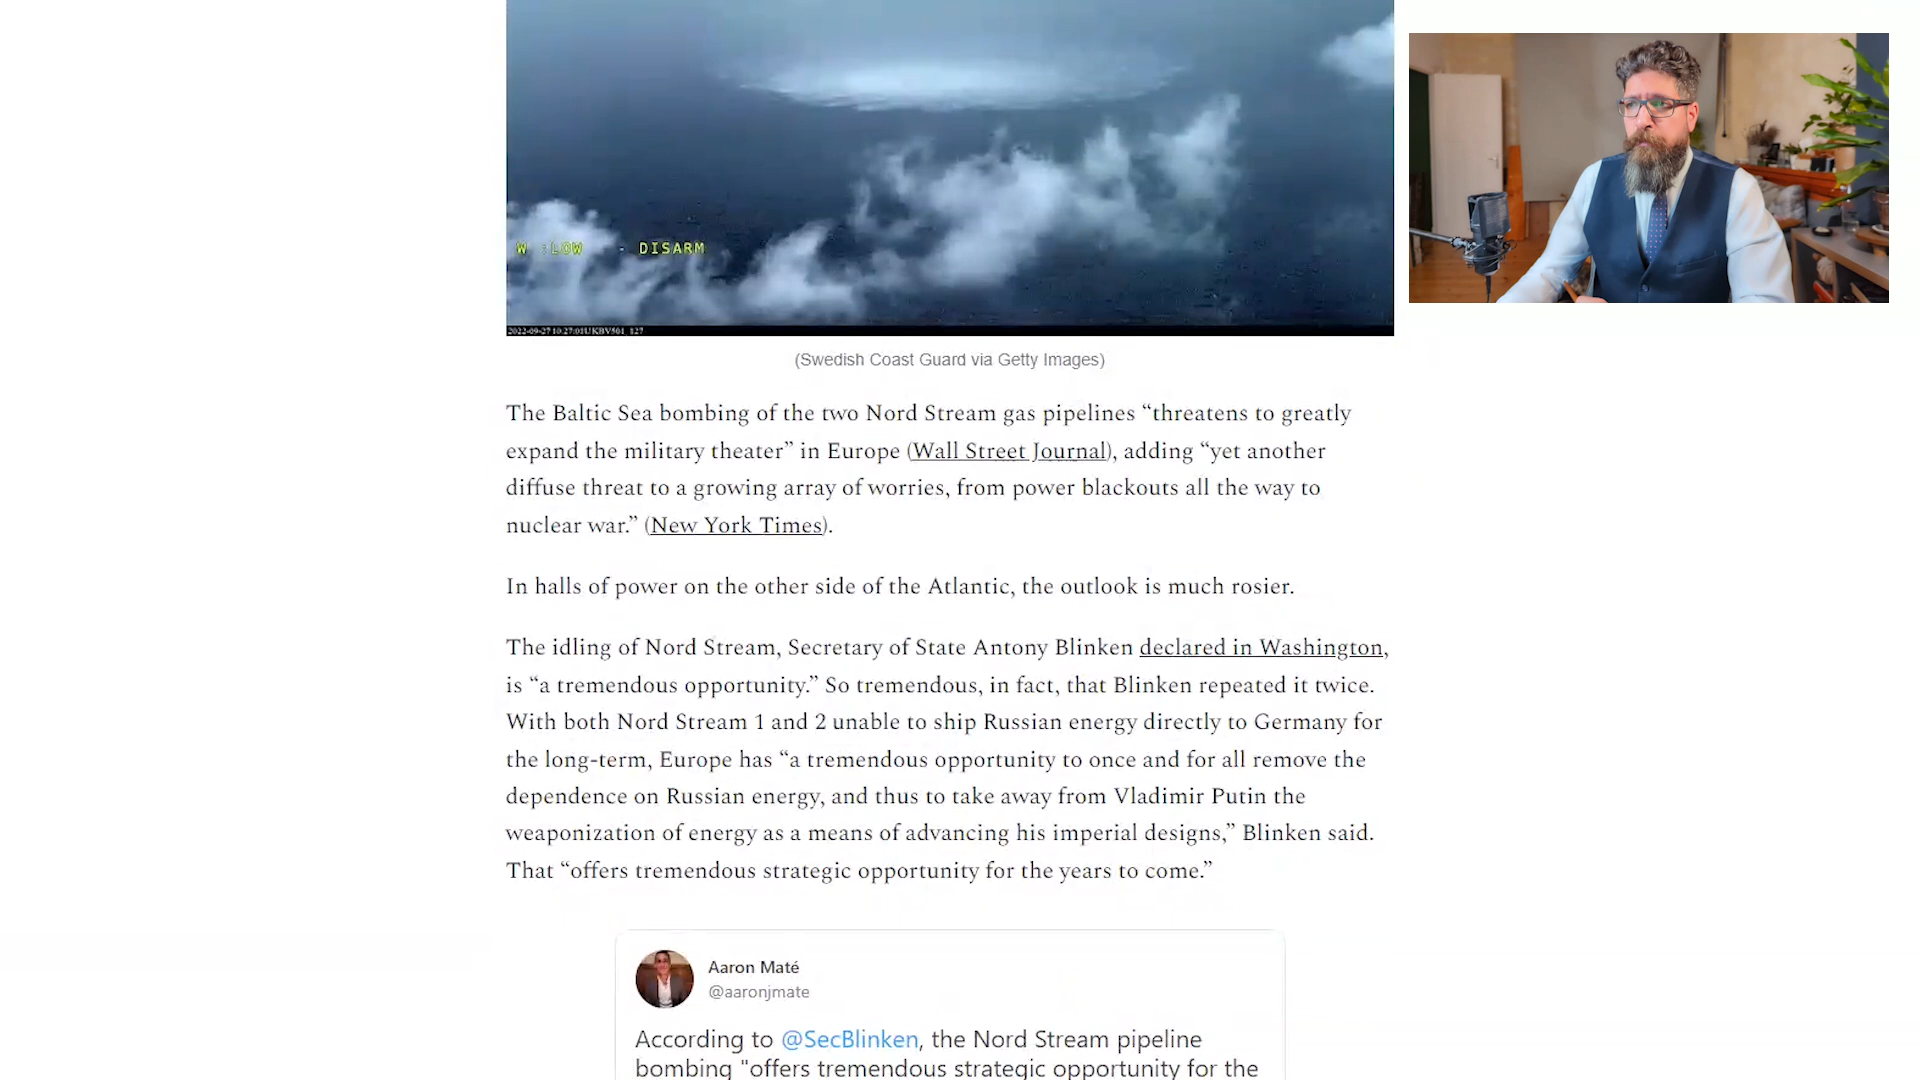 W :LOW - DISARM
2022-09-27 10:27:01UKBV501_127
(Swedish Coast Guard via Getty Images)
The Baltic Sea bombing of the two Nord Stream gas pipelines “threatens to greatly
expand the military theater” in Europe (Wall Street Journal), adding “yet another
diffuse threat to a growing array of worries, from power blackouts all the way to
nuclear war.” (New York Times).
In halls of power on the other side of the Atlantic, the outlook is much rosier.
The idling of Nord Stream, Secretary of State Antony Blinken declared in Washington,
is “a tremendous opportunity.” So tremendous, in fact, that Blinken repeated it twice.
With both Nord Stream 1 and 2 unable to ship Russian energy directly to Germany for
the long-term, Europe has “a tremendous opportunity to once and for all remove the
dependence on Russian energy, and thus to take away from Vladimir Putin the
weaponization of energy as a means of advancing his imperial designs,” Blinken said.
That “offers tremendous strategic opportunity for the years to come.”
Aaron Maté
@aaronjmate
According to @SecBlinken, the Nord Stream pipeline
bombing "offers tremendous strategic opportunity for the